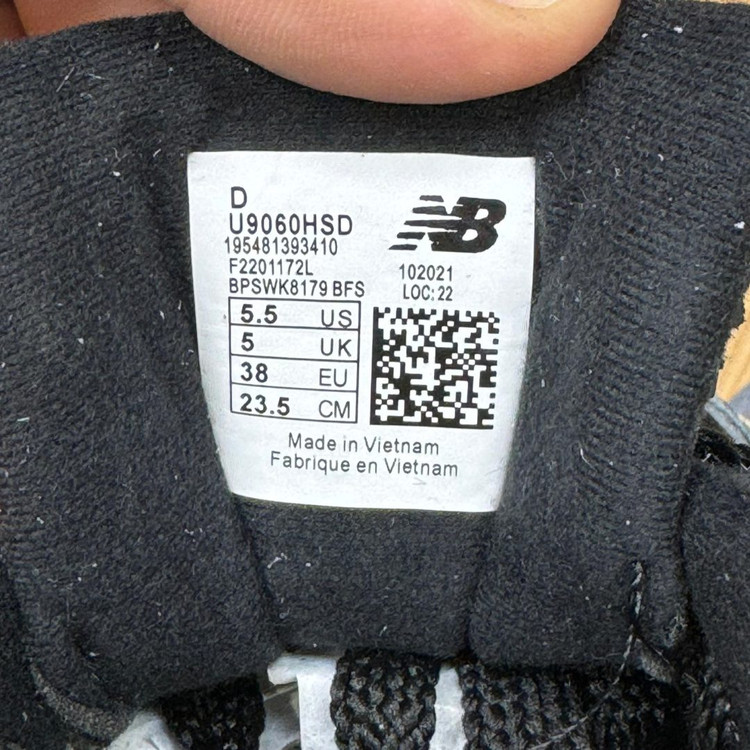 D
U9060HSD
NB
195481393410
F2201172L
102021
BPSWK8179 BFS
LOC: 22
5.5 US
5 UK
38 EU
23.5 CM
Made in Vietnam
Fabrique en Vietnam